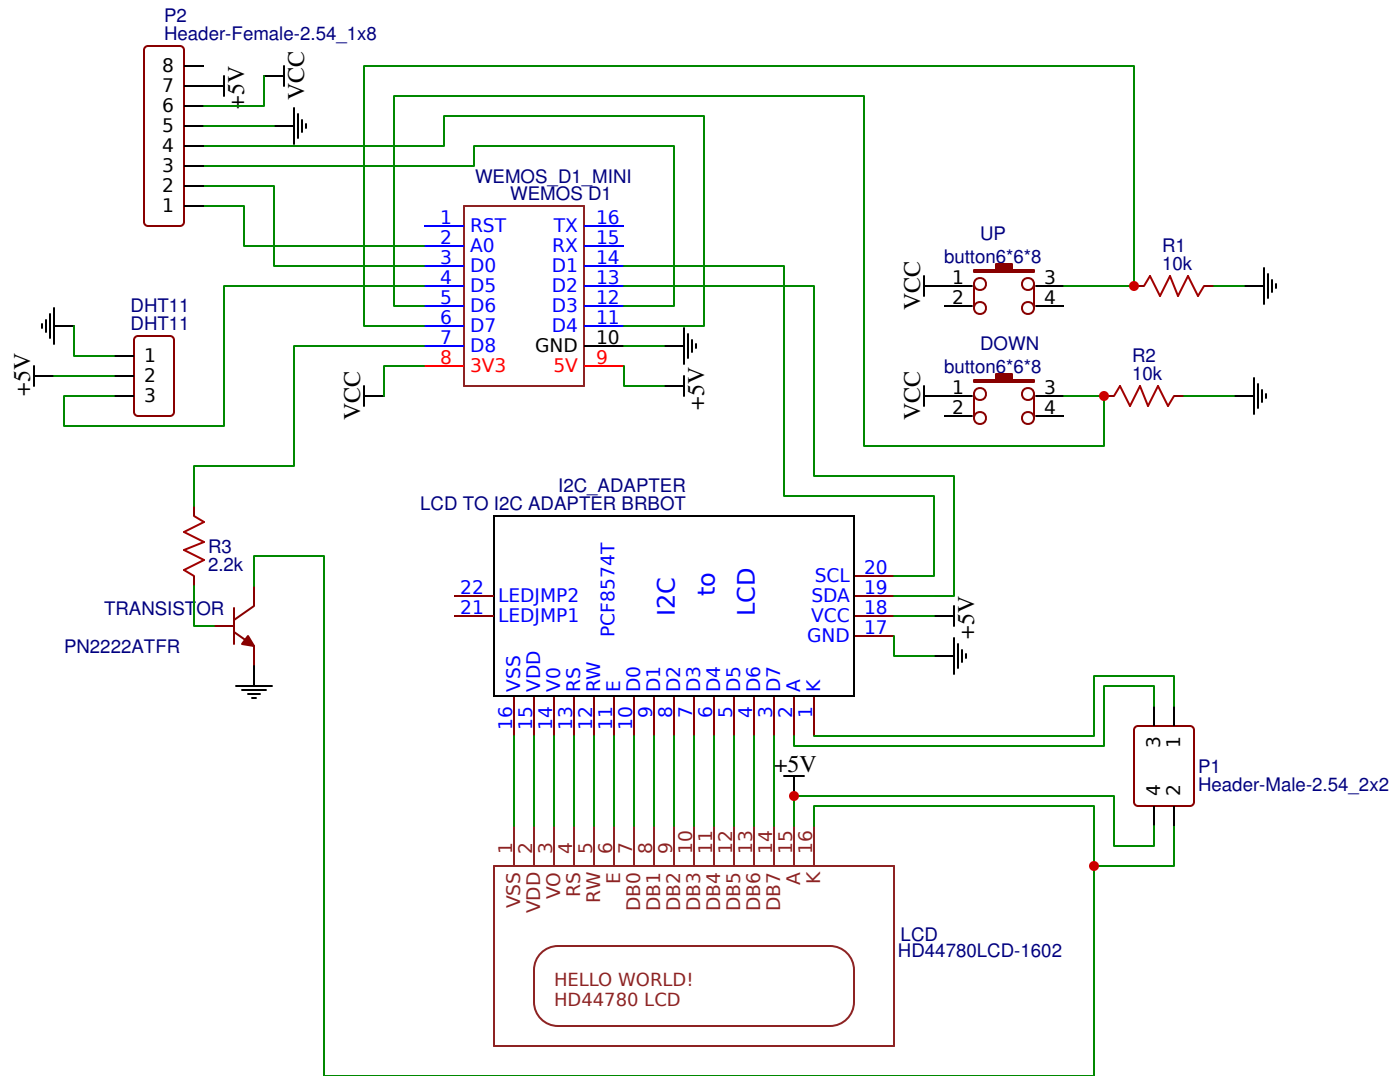 P2
Header-Female-2.54_1x8
8
7
6
5
4
3
2
1
+5V
VCC
WEMOS_D1_MINI
WEMOS D1
1 RST
2 A0
3 D0
4 D5
5 D6
6 D7
7 D8
8 3V3
TX 16
RX 15
D1 14
D2 13
D3 12
D4 11
GND 10
5V 9
VCC
+5V
UP
button6*6*8
VCC
1
2
3
4
R1
10k
DOWN
button6*6*8
VCC
1
2
3
4
R2
10k
DHT11
DHT11
+5V
1
2
3
R3
2.2k
TRANSISTOR
PN2222ATFR
I2C_ADAPTER
LCD TO I2C ADAPTER BRBOT
22 LEDJMP2
21 LEDJMP1
PCF8574T
I2C
to
LCD
SCL 20
SDA 19
VCC 18
GND 17
+5V
VSS VDD V0 RS RW E D0 D1 D2 D3 D4 D5 D6 D7 A K
16 15 14 13 12 11 10 9 8 7 6 5 4 3 2 1
3 1
4 2
P1
Header-Male-2.54_2x2
+5V
1 2 3 4 5 6 7 8 9 10 11 12 13 14 15 16
VSS VDD VO RS RW E DB0 DB1 DB2 DB3 DB4 DB5 DB6 DB7 A K
LCD
HD44780LCD-1602
HELLO WORLD!
HD44780 LCD